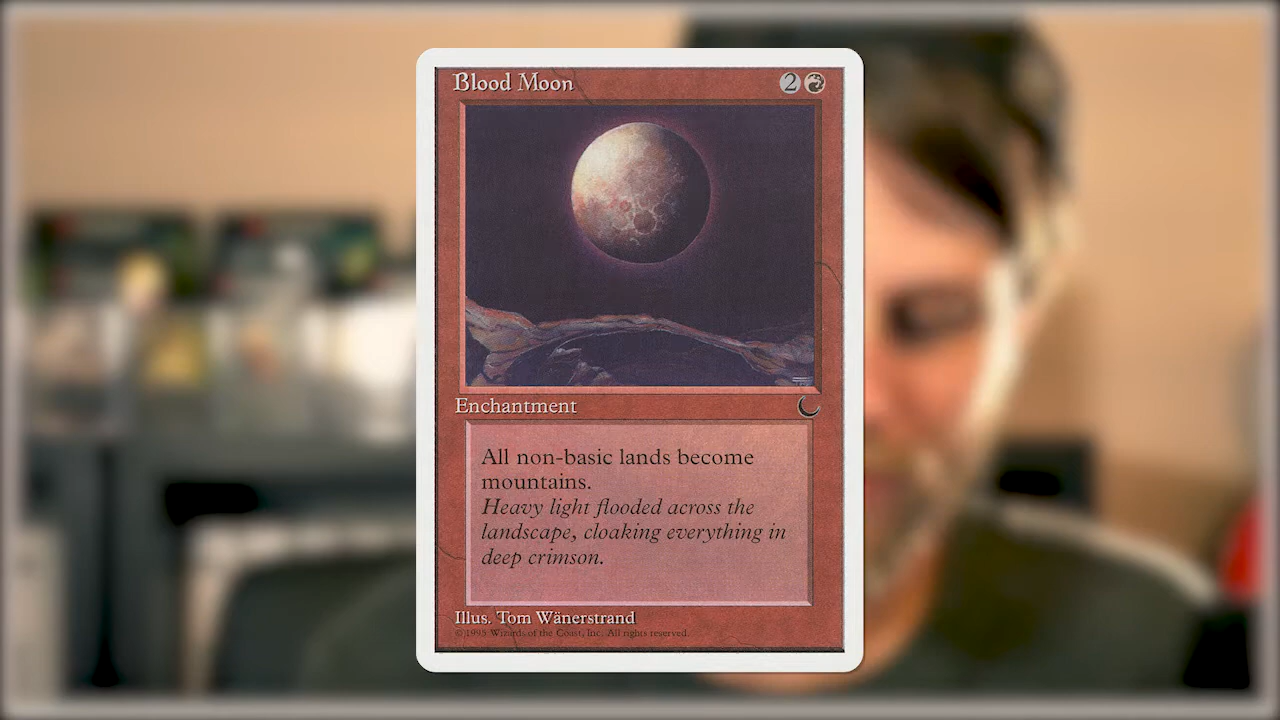 Blood Moon 2
Enchantment
All non-basic lands become
mountains.
Heavy light flooded across the
landscape, cloaking everything in
deep crimson.
Illus. Tom Wänerstrand
© 1995 Wizards of the Coast, Inc. All rights reserved.